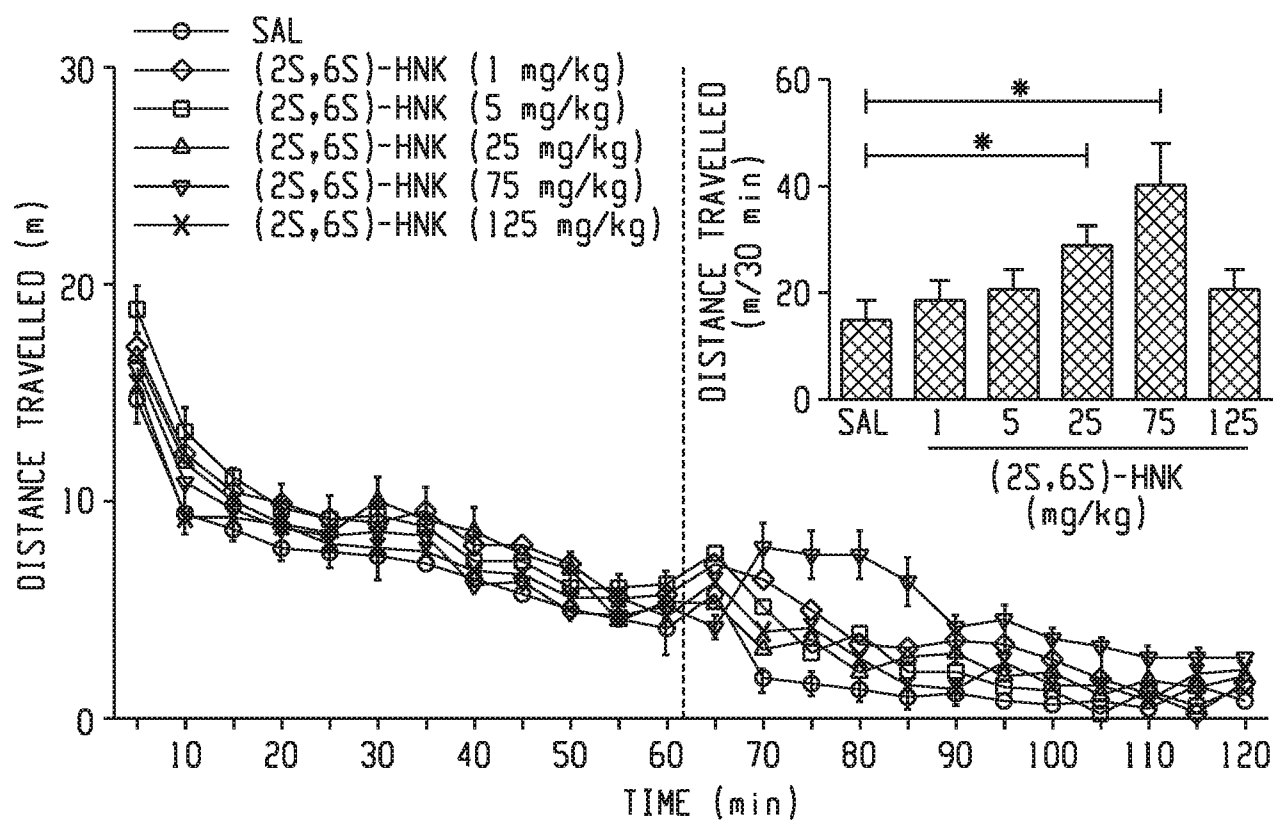 SAL
(2S,6S)-HNK (1 mg/kg)
(2S,6S)-HNK (5 mg/kg)
(2S,6S)-HNK (25 mg/kg)
(2S,6S)-HNK (75 mg/kg)
(2S,6S)-HNK (125 mg/kg)
DISTANCE TRAVELLED (m)
30
20
10
0
10 20 30 40 50 60 70 80 90 100 110 120
TIME (min)
DISTANCE TRAVELLED
(m/30 min)
60
40
20
0
*
*
SAL 1 5 25 75 125
(2S,6S)-HNK
(mg/kg)